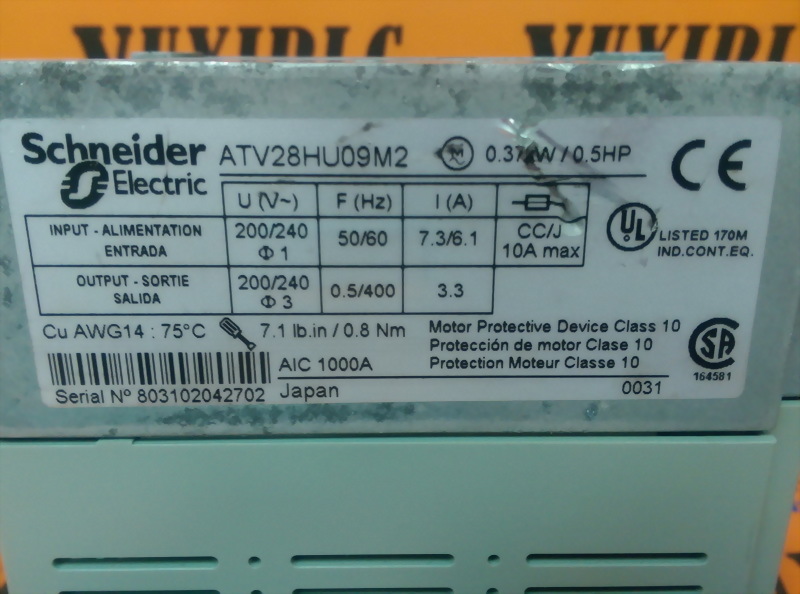 Schneider Electric
ATV28HU09M2 M 0.37kW / 0.5HP CE
U (V~) F (Hz) I (A)
INPUT - ALIMENTATION ENTRADA 200/240 Φ 1 50/60 7.3/6.1 CC/J 10A max
OUTPUT - SORTIE SALIDA 200/240 Φ 3 0.5/400 3.3
UL LISTED 170M
IND.CONT.EQ.
Cu AWG14 : 75°C 7.1 lb.in / 0.8 Nm
Motor Protective Device Class 10
Protección de motor Clase 10
Protection Moteur Classe 10
AIC 1000A
SA
164581
Serial Nº 803102042702 Japan 0031